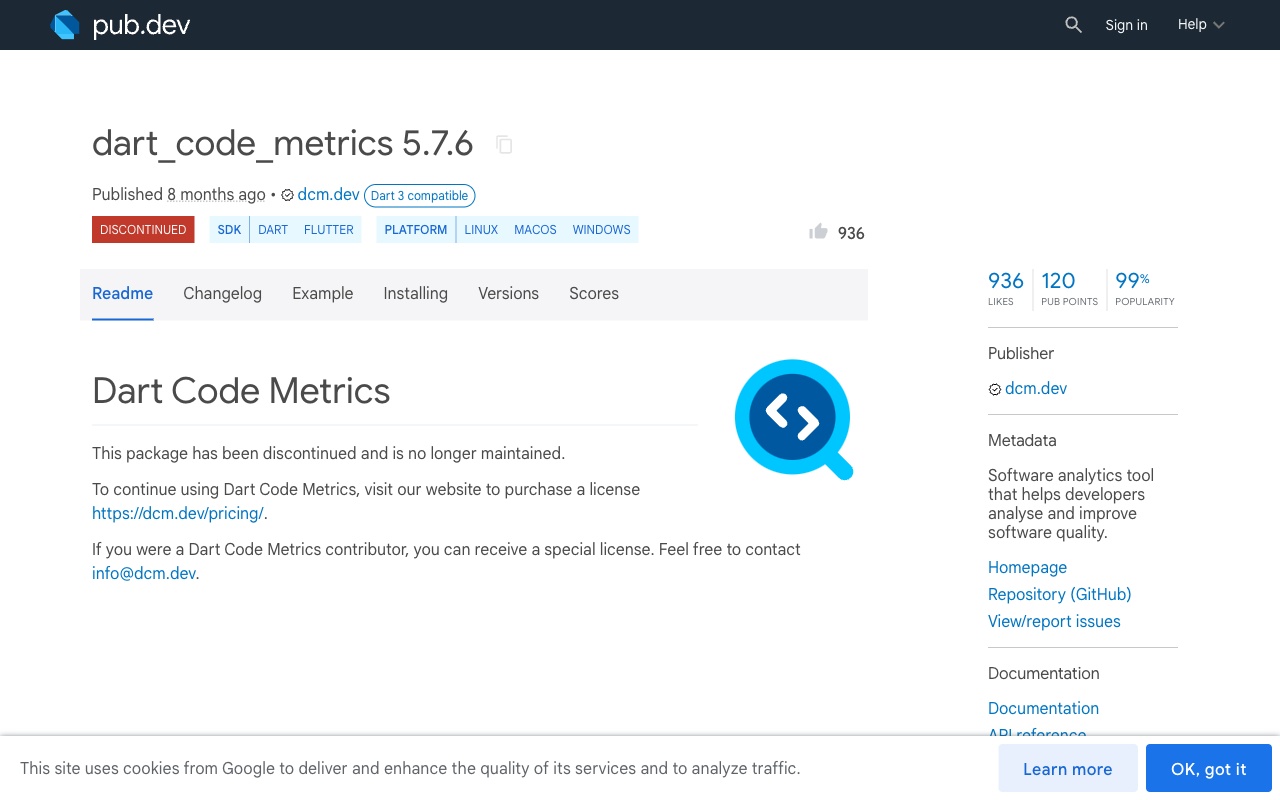 pub.dev
Sign in
Help
dart_code_metrics 5.7.6
Published 8 months ago • dcm.dev Dart 3 compatible
DISCONTINUED SDK DART FLUTTER PLATFORM LINUX MACOS WINDOWS
936
Readme Changelog Example Installing Versions Scores
936 LIKES
120 PUB POINTS
99% POPULARITY
Dart Code Metrics
This package has been discontinued and is no longer maintained.
To continue using Dart Code Metrics, visit our website to purchase a license
https://dcm.dev/pricing/.
If you were a Dart Code Metrics contributor, you can receive a special license. Feel free to contact
info@dcm.dev.
Publisher
dcm.dev
Metadata
Software analytics tool
that helps developers
analyse and improve
software quality.
Homepage
Repository (GitHub)
View/report issues
Documentation
Documentation
API reference
This site uses cookies from Google to deliver and enhance the quality of its services and to analyze traffic.
Learn more
OK, got it